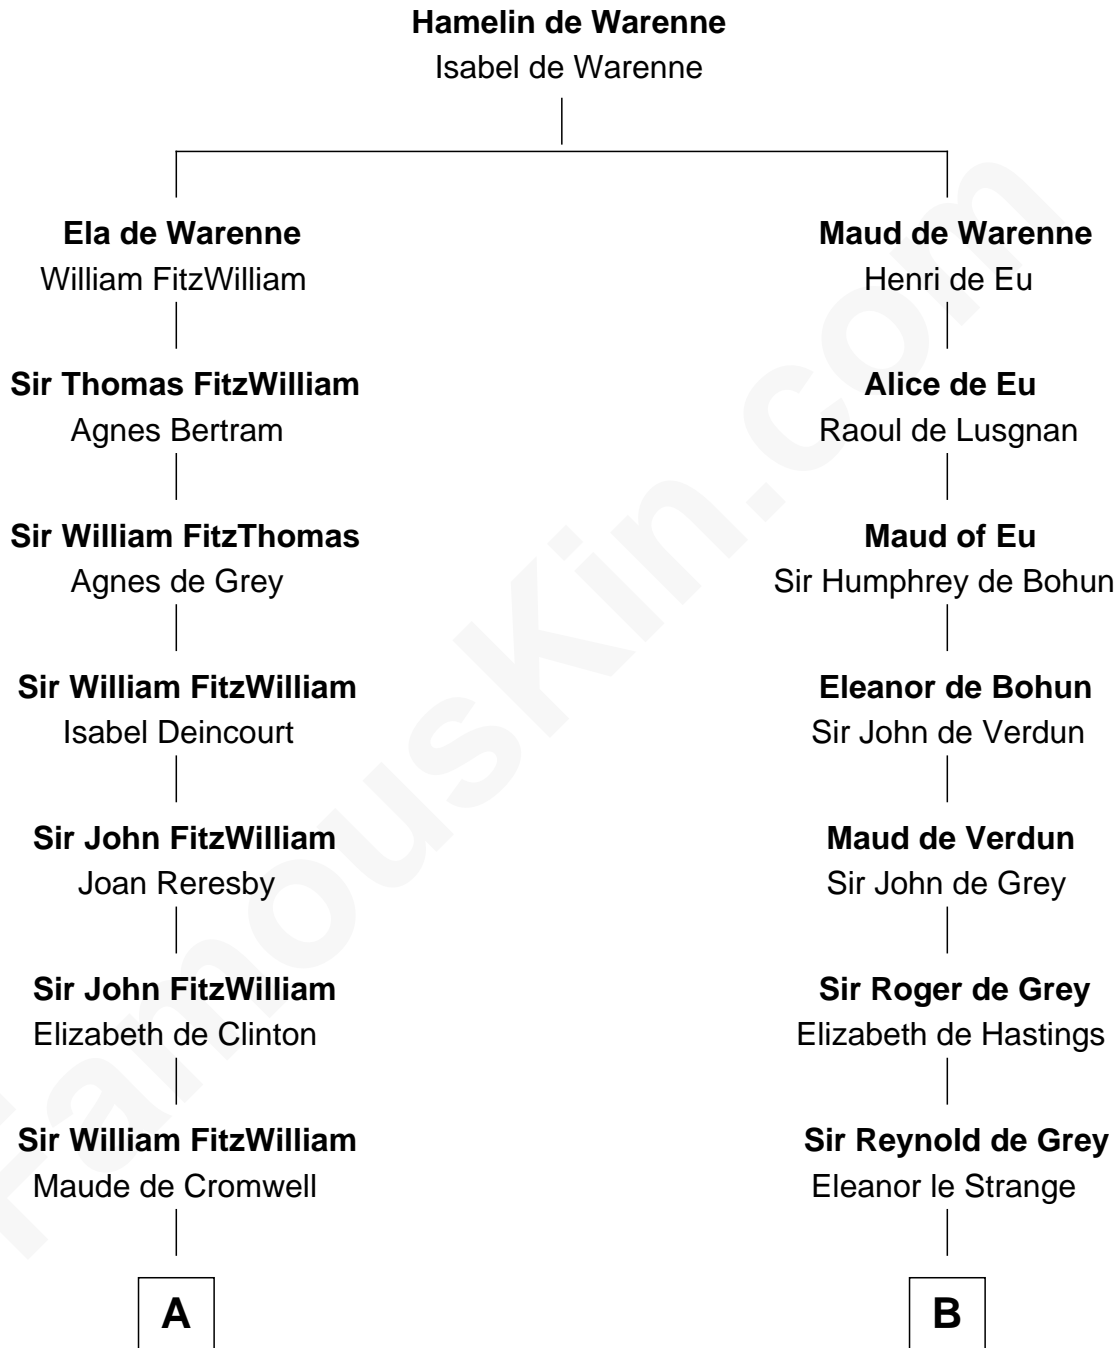 Hamelin de Warenne
Isabel de Warenne
Ela de Warenne
William FitzWilliam
Maud de Warenne
Henri de Eu
Sir Thomas FitzWilliam
Agnes Bertram
Alice de Eu
Raoul de Lusgnan
Sir William FitzThomas
Agnes de Grey
Maud of Eu
Sir Humphrey de Bohun
Sir William FitzWilliam
Isabel Deincourt
Eleanor de Bohun
Sir John de Verdun
Sir John FitzWilliam
Joan Reresby
Maud de Verdun
Sir John de Grey
Sir John FitzWilliam
Elizabeth de Clinton
Sir Roger de Grey
Elizabeth de Hastings
Sir William FitzWilliam
Maude de Cromwell
Sir Reynold de Grey
Eleanor le Strange
A
B
FamousKin.com